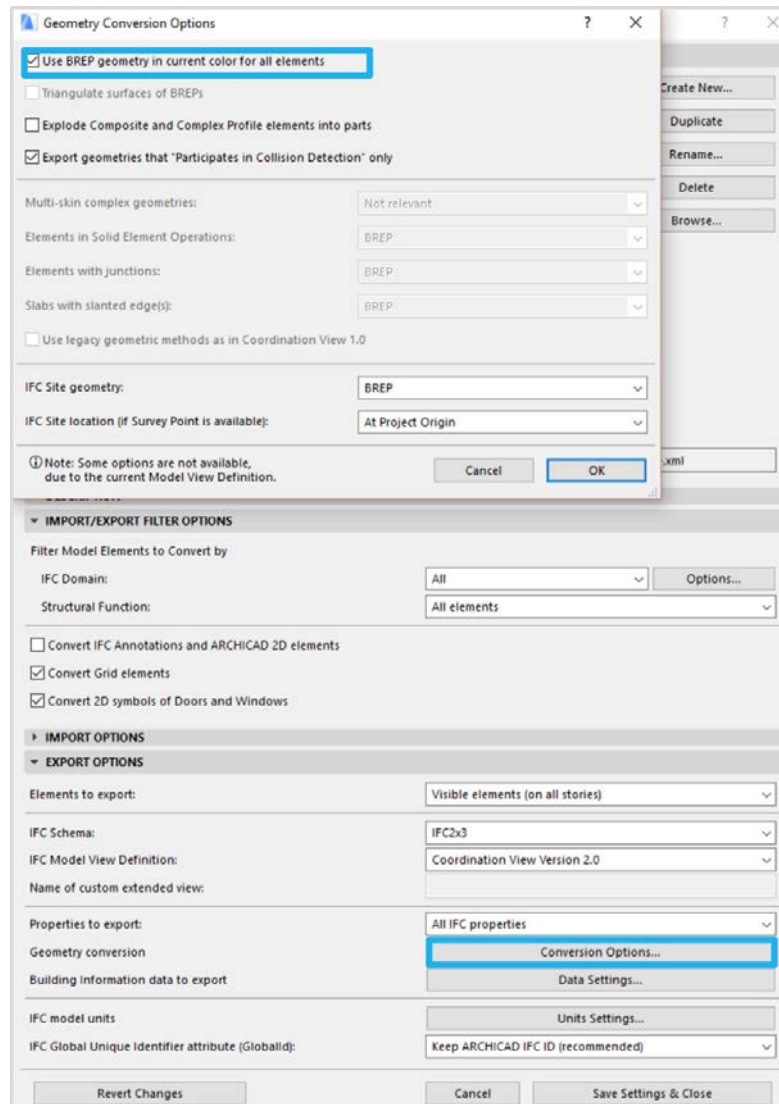 Geometry Conversion Options ? ×
? ×
Use BREP geometry in current color for all elements
Triangulate surfaces of BREPs
Explode Composite and Complex Profile elements into parts
Export geometries that "Participates in Collision Detection" only
Multi-skin complex geometries: Not relevant
Elements in Solid Element Operations: BREP
Elements with junctions: BREP
Slabs with slanted edge(s): BREP
Use legacy geometric methods as in Coordination View 1.0
IFC Site geometry: BREP
IFC Site location (if Survey Point is available): At Project Origin
Note: Some options are not available,
due to the current Model View Definition.
Cancel OK
Create New...
Duplicate
Rename...
Delete
Browse...
.xml
IMPORT/EXPORT FILTER OPTIONS
Filter Model Elements to Convert by
IFC Domain: All Options...
Structural Function: All elements
Convert IFC Annotations and ARCHICAD 2D elements
Convert Grid elements
Convert 2D symbols of Doors and Windows
IMPORT OPTIONS
EXPORT OPTIONS
Elements to export: Visible elements (on all stories)
IFC Schema: IFC2x3
IFC Model View Definition: Coordination View Version 2.0
Name of custom extended view:
Properties to export: All IFC properties
Geometry conversion Conversion Options...
Building Information data to export Data Settings...
IFC model units Units Settings...
IFC Global Unique Identifier attribute (GlobalId): Keep ARCHICAD IFC ID (recommended)
Revert Changes Cancel Save Settings & Close